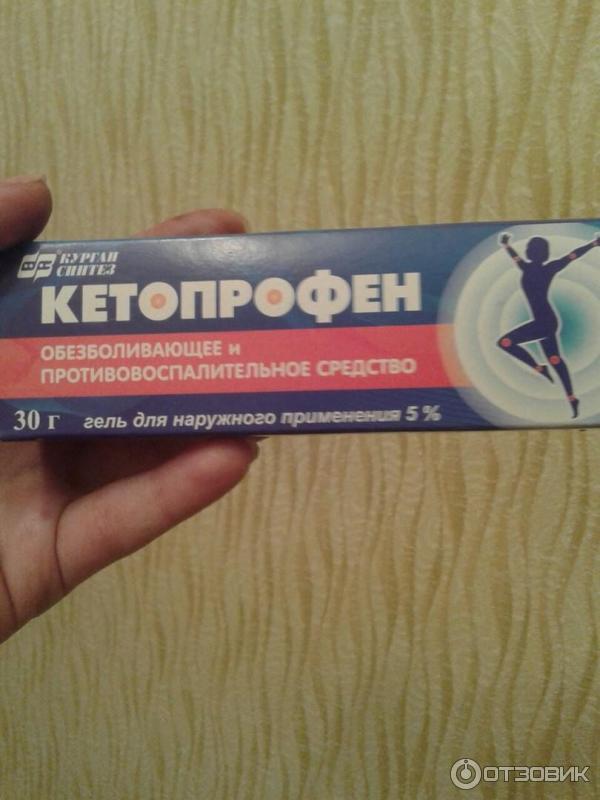 КУРГАН
СИНТЕЗ
КЕТОПРОФЕН
ОБЕЗБОЛИВАЮЩЕЕ и
ПРОТИВОВОСПАЛИТЕЛЬНОЕ СРЕДСТВО
30 г гель для наружного применения 5 %
ОТЗОВИК